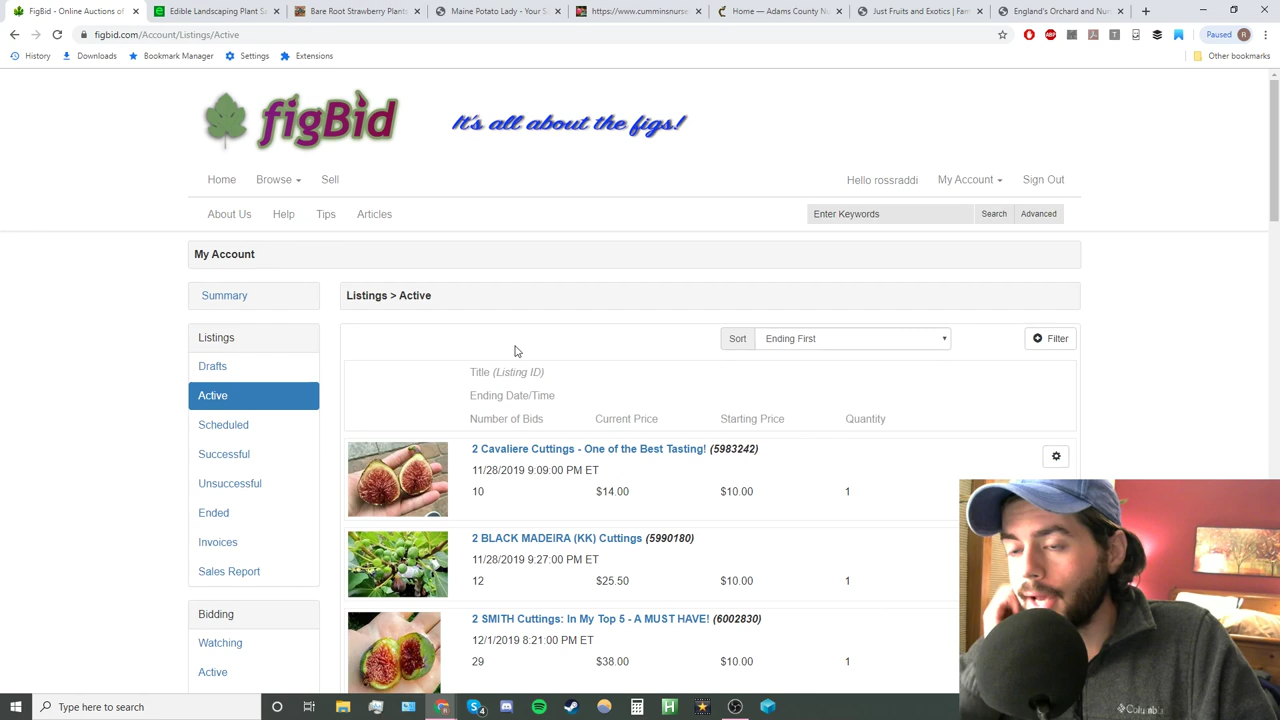 FigBid - Online Auctions of
Edible Landscaping Plant Sa
Bare Root Strawberry Plants
Maine Potato Lady - Your S
https://www.cumminsnurse
Home — Adams County Nu
Just Fruits and Exotics | Fam
England's Orchard and Nur
figbid.com/Account/Listings/Active
Paused R
History Downloads Bookmark Manager Settings Extensions Other bookmarks
figBid
It's all about the figs!
Home Browse Sell Hello rossraddi My Account Sign Out
About Us Help Tips Articles Enter Keywords Search Advanced
My Account
Summary
Listings > Active
Listings
Sort Ending First Filter
Drafts
Active
Scheduled
Successful
Unsuccessful
Ended
Invoices
Sales Report
Bidding
Watching
Active
Title (Listing ID)
Ending Date/Time
Number of Bids Current Price Starting Price Quantity
2 Cavaliere Cuttings - One of the Best Tasting! (5983242)
11/28/2019 9:09:00 PM ET
10 $14.00 $10.00 1
2 BLACK MADEIRA (KK) Cuttings (5990180)
11/28/2019 9:27:00 PM ET
12 $25.50 $10.00 1
2 SMITH Cuttings: In My Top 5 - A MUST HAVE! (6002830)
12/1/2019 8:21:00 PM ET
29 $38.00 $10.00 1
Columbia
Type here to search